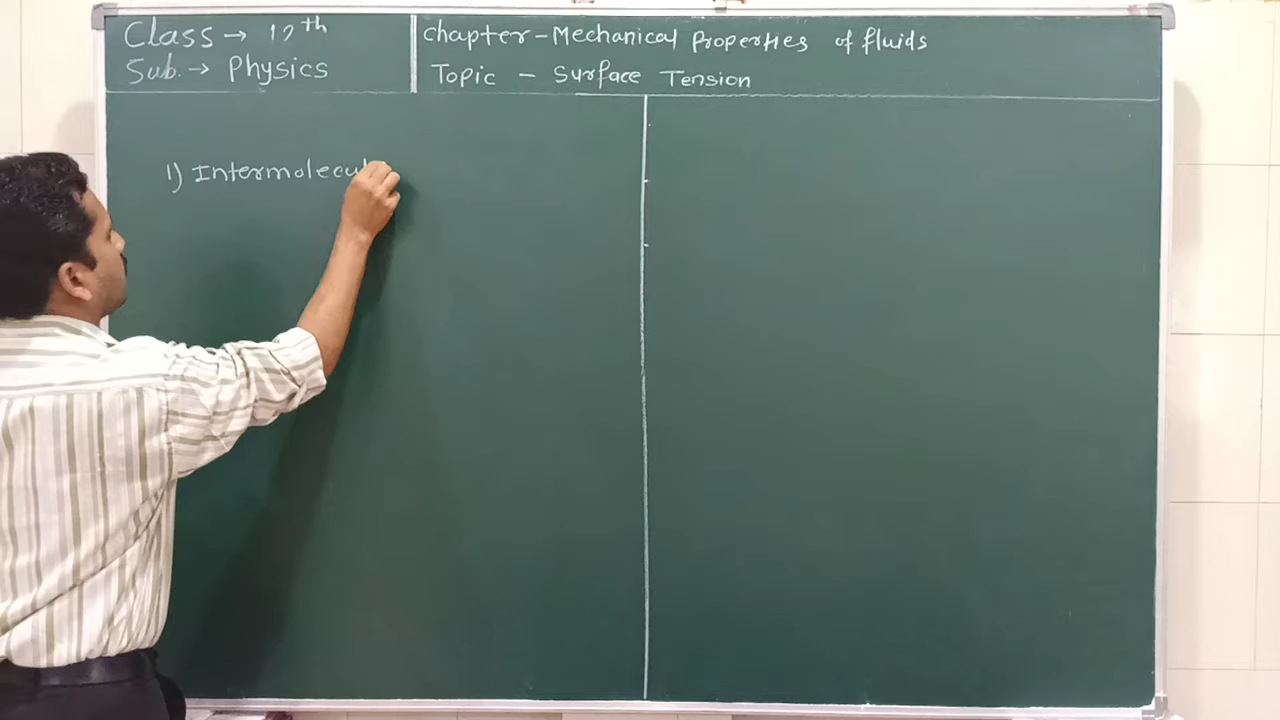 Class → 12th
Sub. → Physics
Chapter - Mechanical Properties of fluids
Topic - Surface Tension
1) Intermolecul